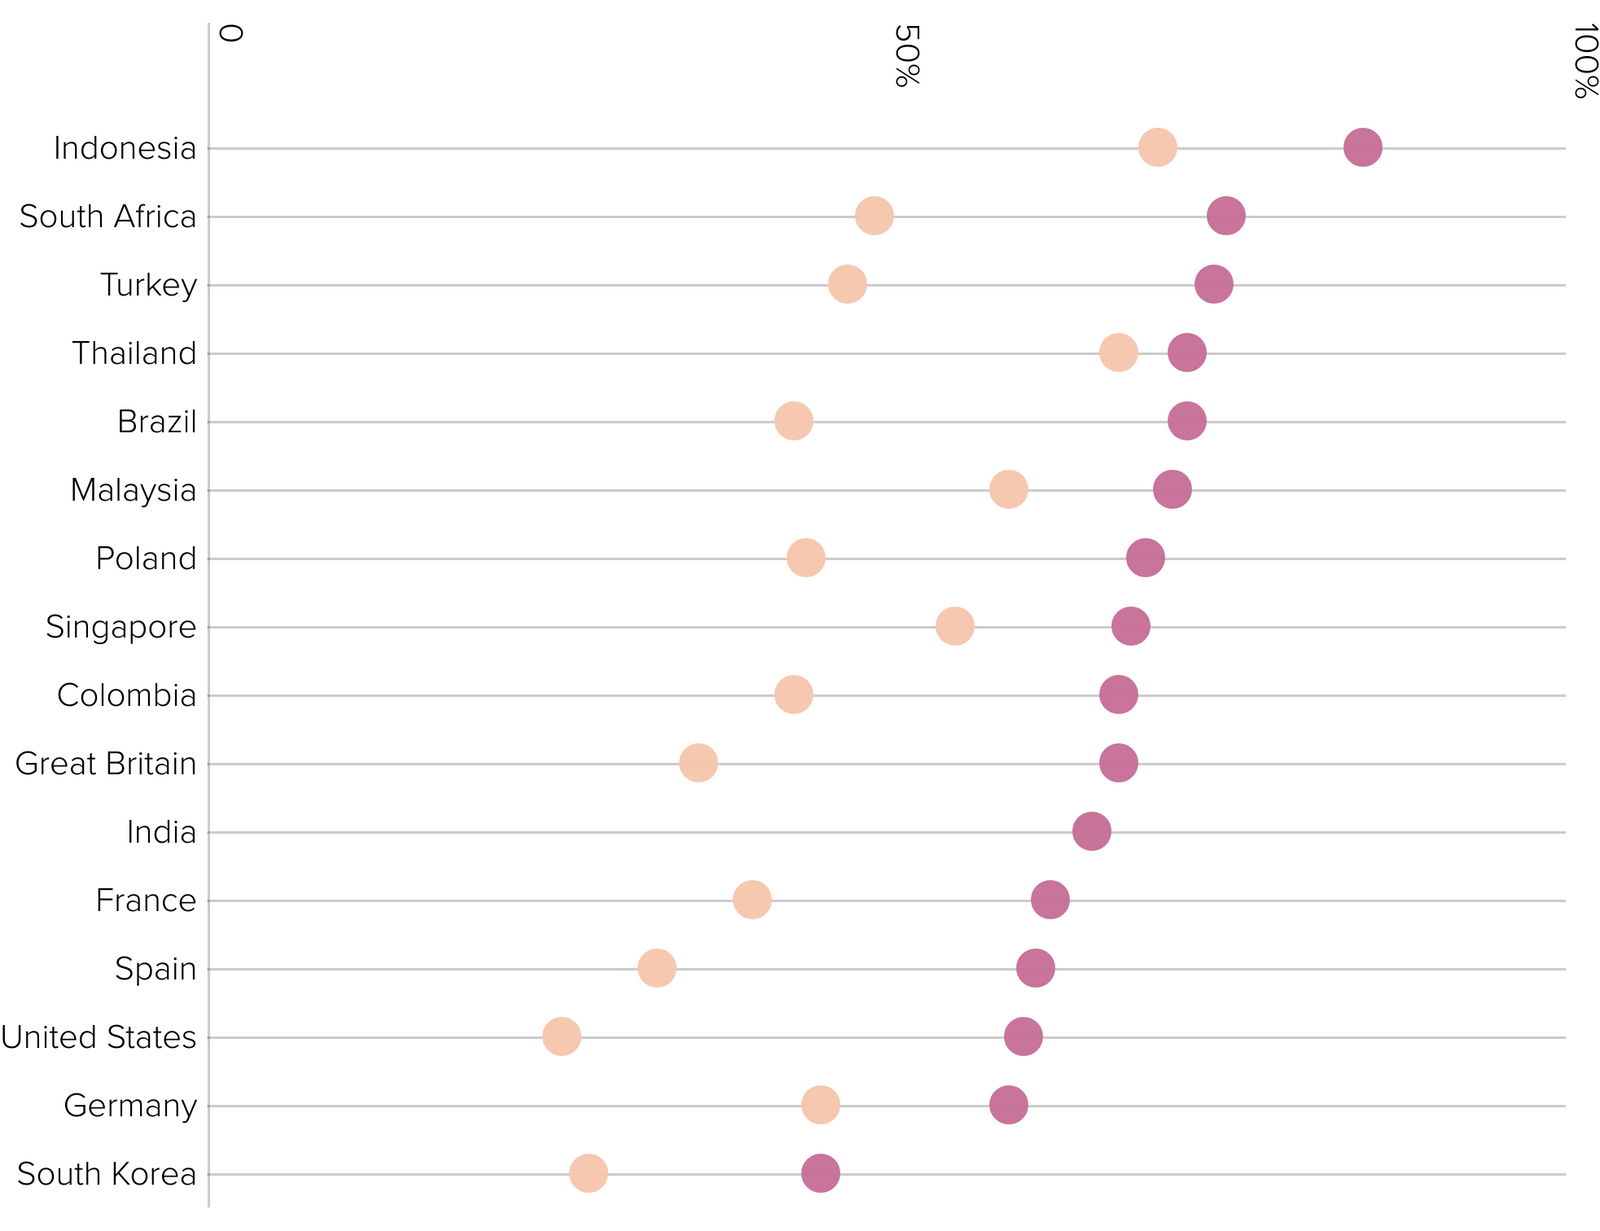 0
50%
100%
Indonesia
South Africa
Turkey
Thailand
Brazil
Malaysia
Poland
Singapore
Colombia
Great Britain
India
France
Spain
United States
Germany
South Korea